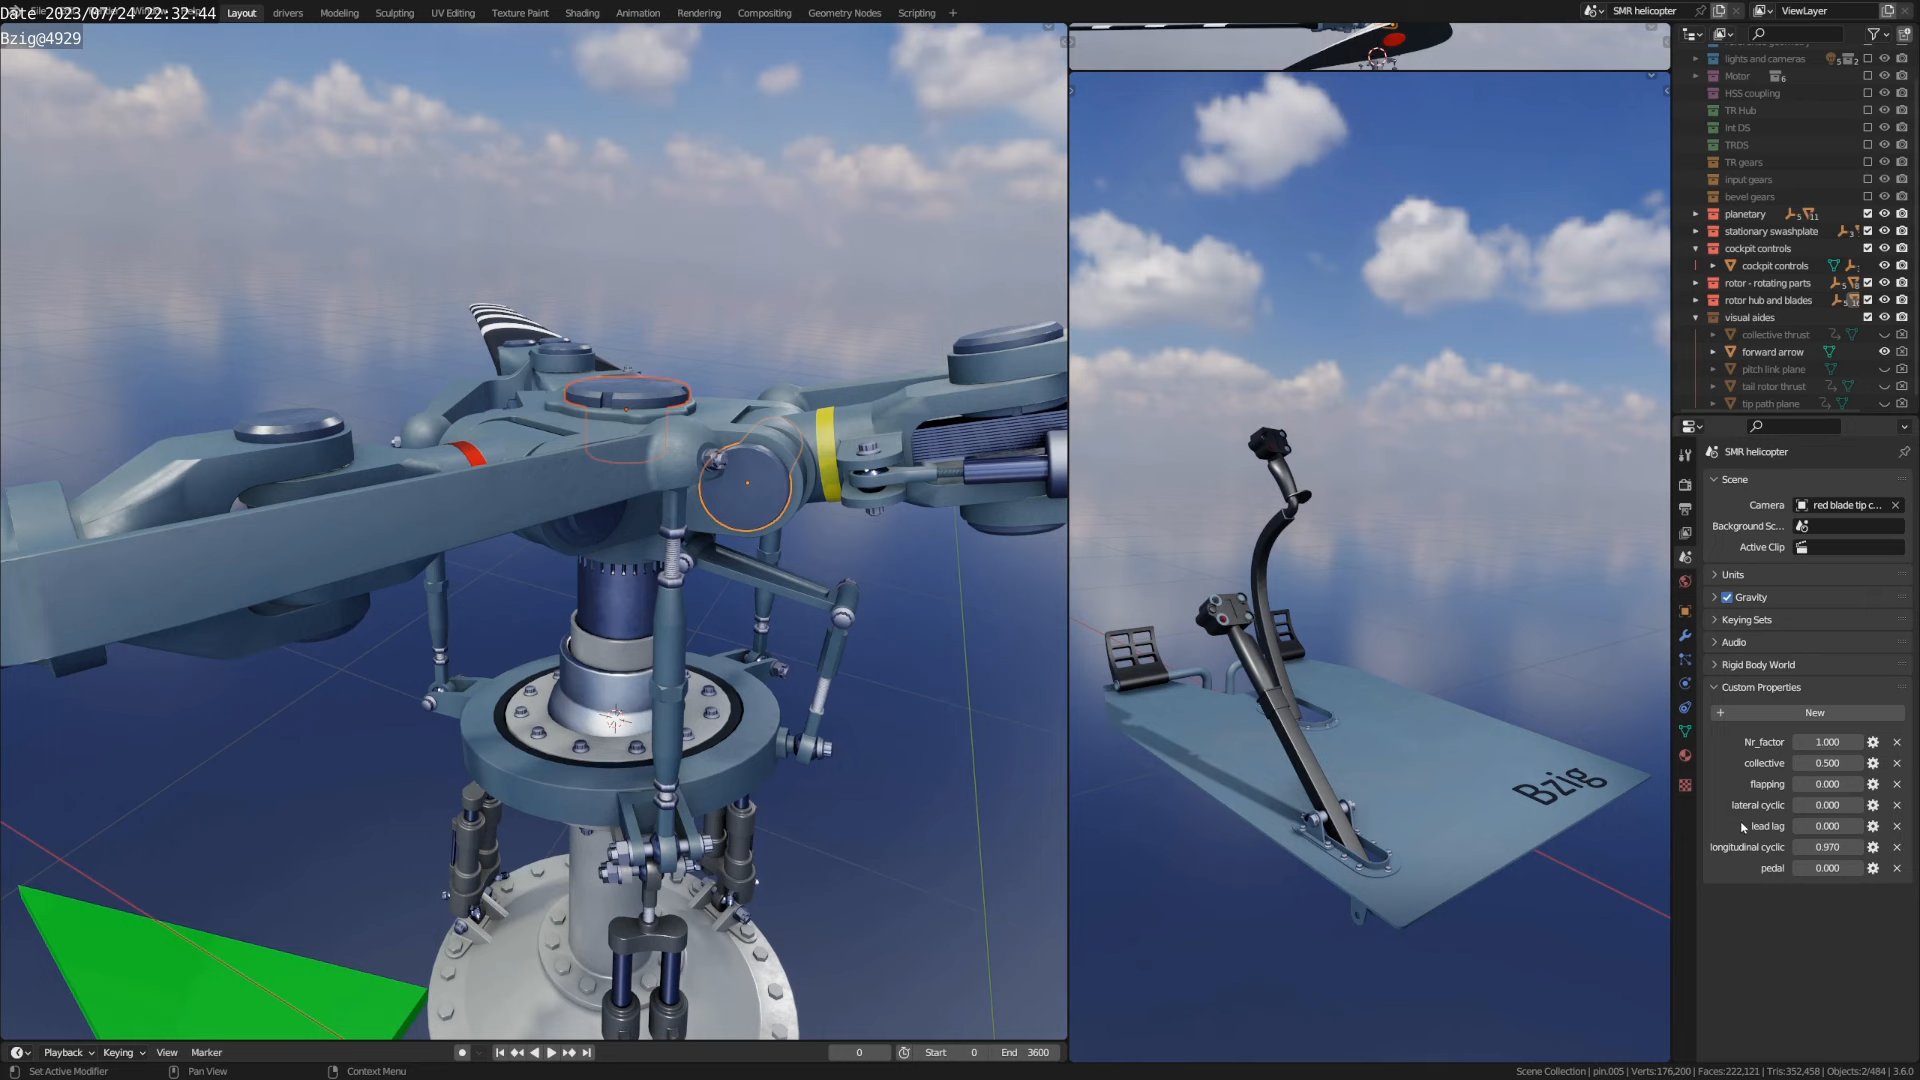 Date 2023/07/24 22:32:44
Layout
drivers
Modeling
Sculpting
UV Editing
Texture Paint
Shading
Animation
Rendering
Compositing
Geometry Nodes
Scripting
SMR helicopter
ViewLayer
Bzig@4929
lights and cameras
Motor
HSS coupling
TR Hub
Int DS
TRDS
TR gears
input gears
bevel gears
planetary
stationary swashplate
cockpit controls
cockpit controls
rotor - rotating parts
rotor hub and blades
visual aides
collective thrust
forward arrow
pitch link plane
tail rotor thrust
tip path plane
SMR helicopter
Scene
Camera red blade tip c...
Background Sc...
Active Clip
Units
Gravity
Keying Sets
Audio
Rigid Body World
Custom Properties
New
Nr_factor 1.000
collective 0.500
flapping 0.000
lateral cyclic 0.000
lead lag 0.000
longitudinal cyclic 0.970
pedal 0.000
Bzig
Playback
Keying
View
Marker
0
Start 0
End 3600
Set Active Modifier
Pan View
Context Menu
Scene Collection | pin.005 | Verts:176,200 | Faces:222,121 | Tris:352,458 | Objects:2/484 | 3.6.0